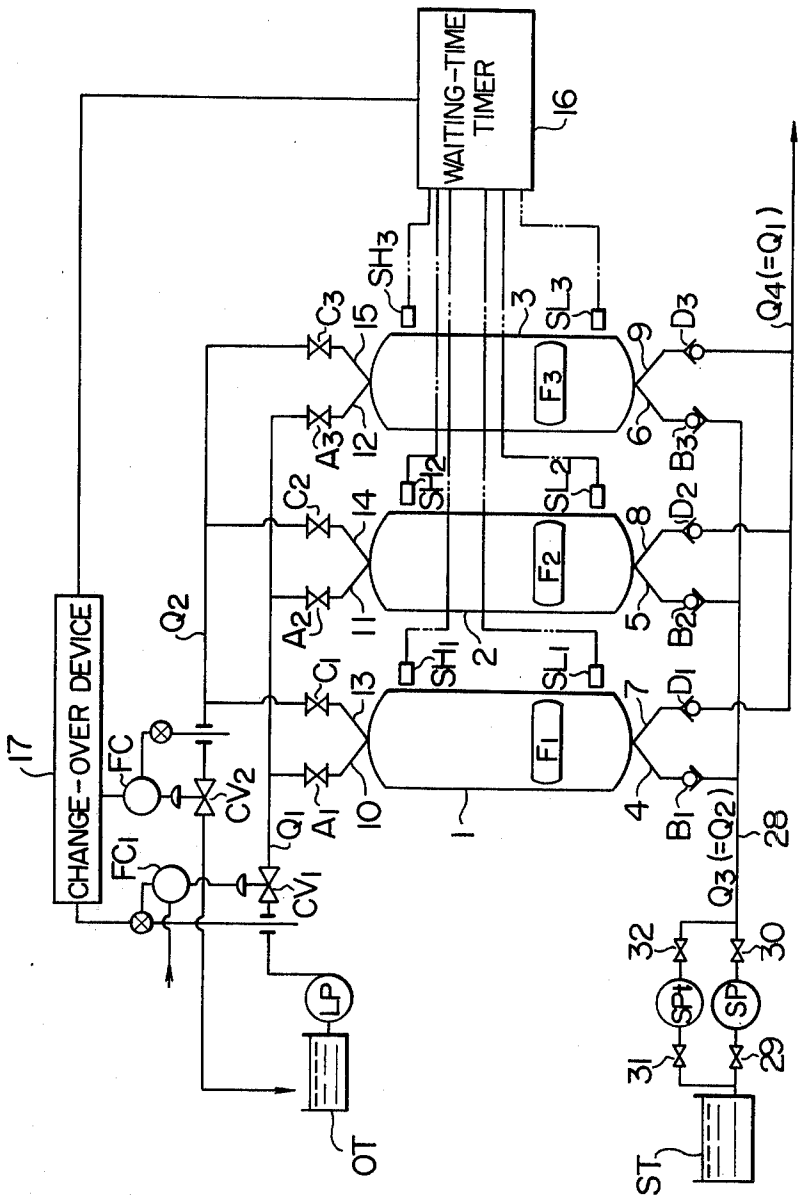 17
CHANGE-OVER DEVICE
FC1
FC
CV1
CV2
Q1
Q2
LP
OT
WAITING-TIME
TIMER
16
A1
C1
A2
C2
A3
C3
10
13
11
14
12
15
SH1
SH2
SH3
1
2
3
F1
F2
F3
SL1
SL2
SL3
4
7
5
8
6
9
B1
D1
B2
D2
B3
D3
Q3 (=Q2)
28
Q4 (=Q1)
32
30
SPt
SP
31
29
ST